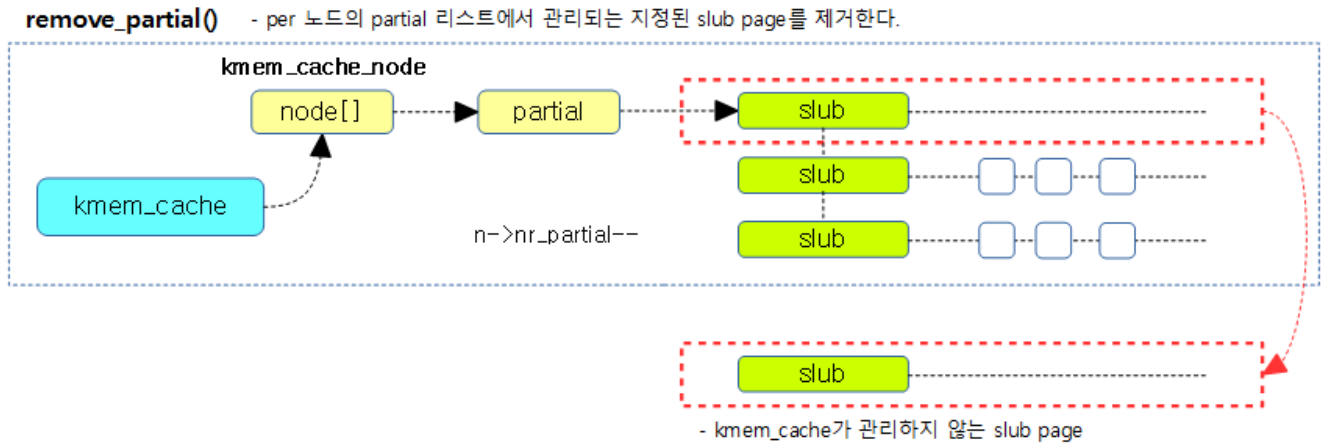 remove_partial() - per 노드의 partial 리스트에서 관리되는 지정된 slub page를 제거한다.
kmem_cache_node
node[] partial slub
slub
kmem_cache
n->nr_partial--
slub
slub
- kmem_cache가 관리하지 않는 slub page